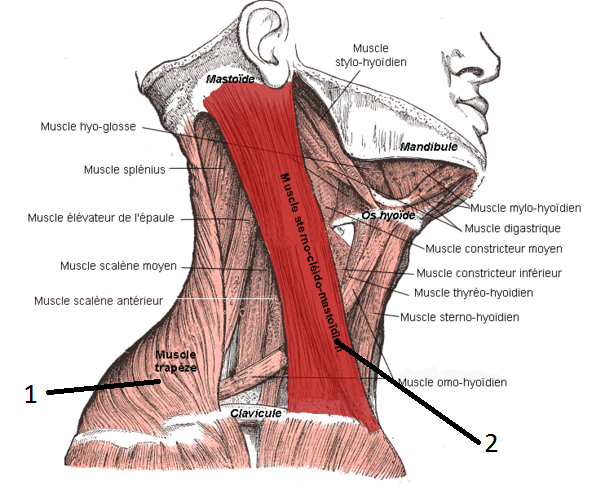 Muscle
stylo-hyoïdien
Mastoïde
Muscle hyo-glosse
Mandibule
Muscle splénius
Muscle mylo-hyoïdien
Muscle élévateur de l'épaule
Os hyoïde
Muscle digastrique
Muscle constricteur moyen
Muscle scalène moyen
Muscle constricteur inférieur
Muscle thyréo-hyoidien
Muscle scalène antérieur
Muscle sterno-hyoidien
Muscle sterno-cléido-mastoïdien
Muscle
trapèze
Muscle omo-hyoïdien
1
Clavicule
2